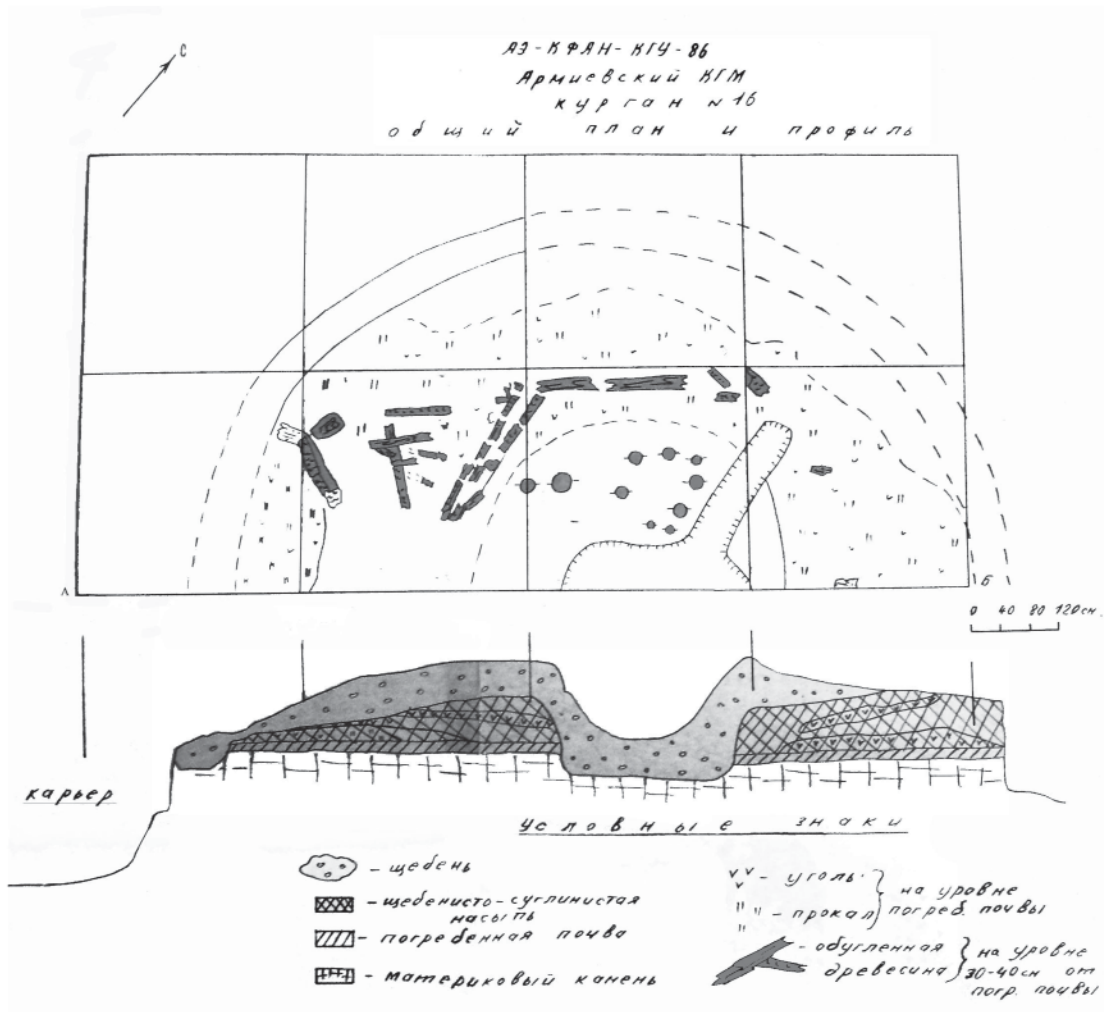 С
АЭ-КФАН-КГУ-86
Армиевский КГМ
курган №16
общий план и профиль
А
Б
0 40 80 120см.
карьер
Условные знаки
- щебень
- щебенисто-суглинистая
насыпь
- погребенная почва
- материковый камень
- уголь
- прокал
на уровне
погреб. почвы
- обугленная
древесина
на уровне
30-40см от
погр. почвы